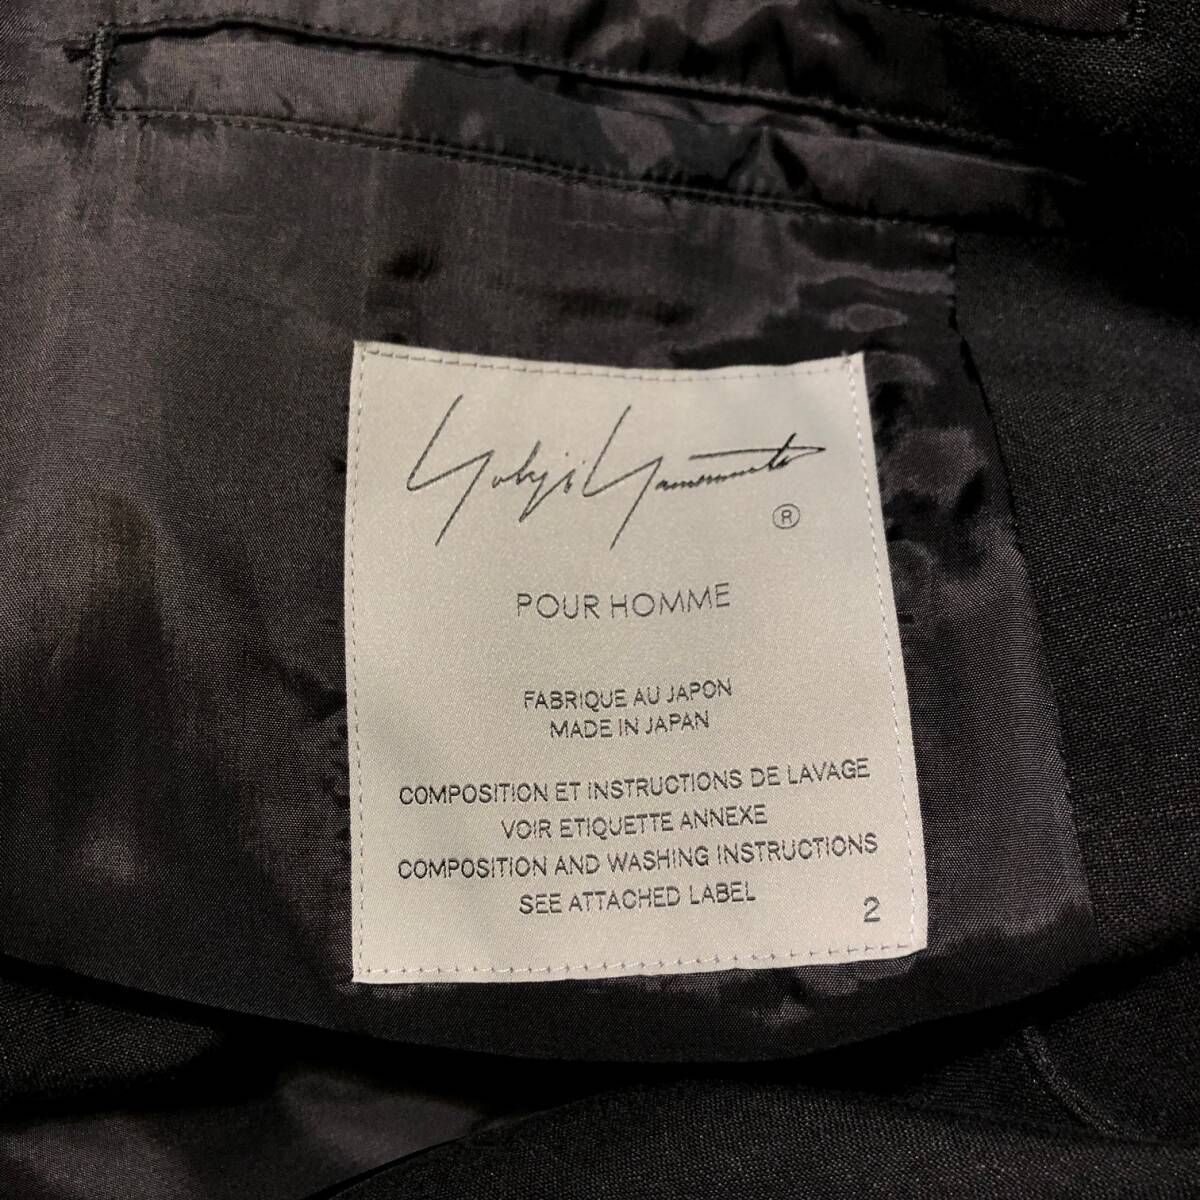 Yohji Yamamoto
®
POUR HOMME
FABRIQUE AU JAPON
MADE IN JAPAN
COMPOSITION ET INSTRUCTIONS DE LAVAGE
VOIR ETIQUETTE ANNEXE
COMPOSITION AND WASHING INSTRUCTIONS
SEE ATTACHED LABEL
2